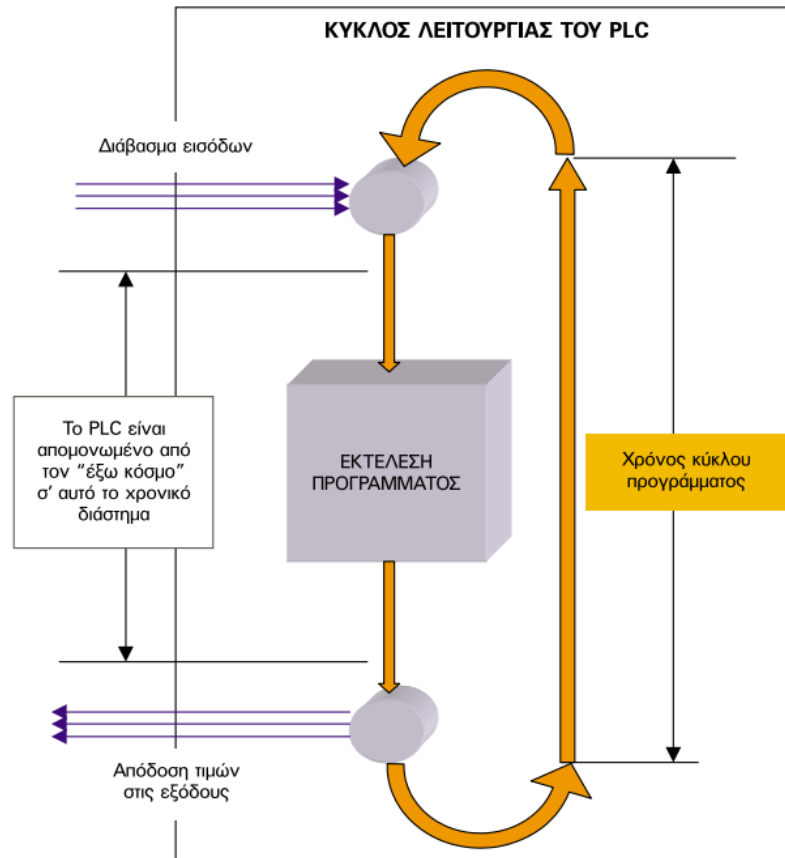 ΚΥΚΛΟΣ ΛΕΙΤΟΥΡΓΙΑΣ ΤΟΥ PLC
Διάβασμα εισόδων
Το PLC είναι
απομονωμένο από
τον “έξω κόσμο”
σ’ αυτό το χρονικό
διάστημα
ΕΚΤΕΛΕΣΗ
ΠΡΟΓΡΑΜΜΑΤΟΣ
Χρόνος κύκλου
προγράμματος
Απόδοση τιμών
στις εξόδους